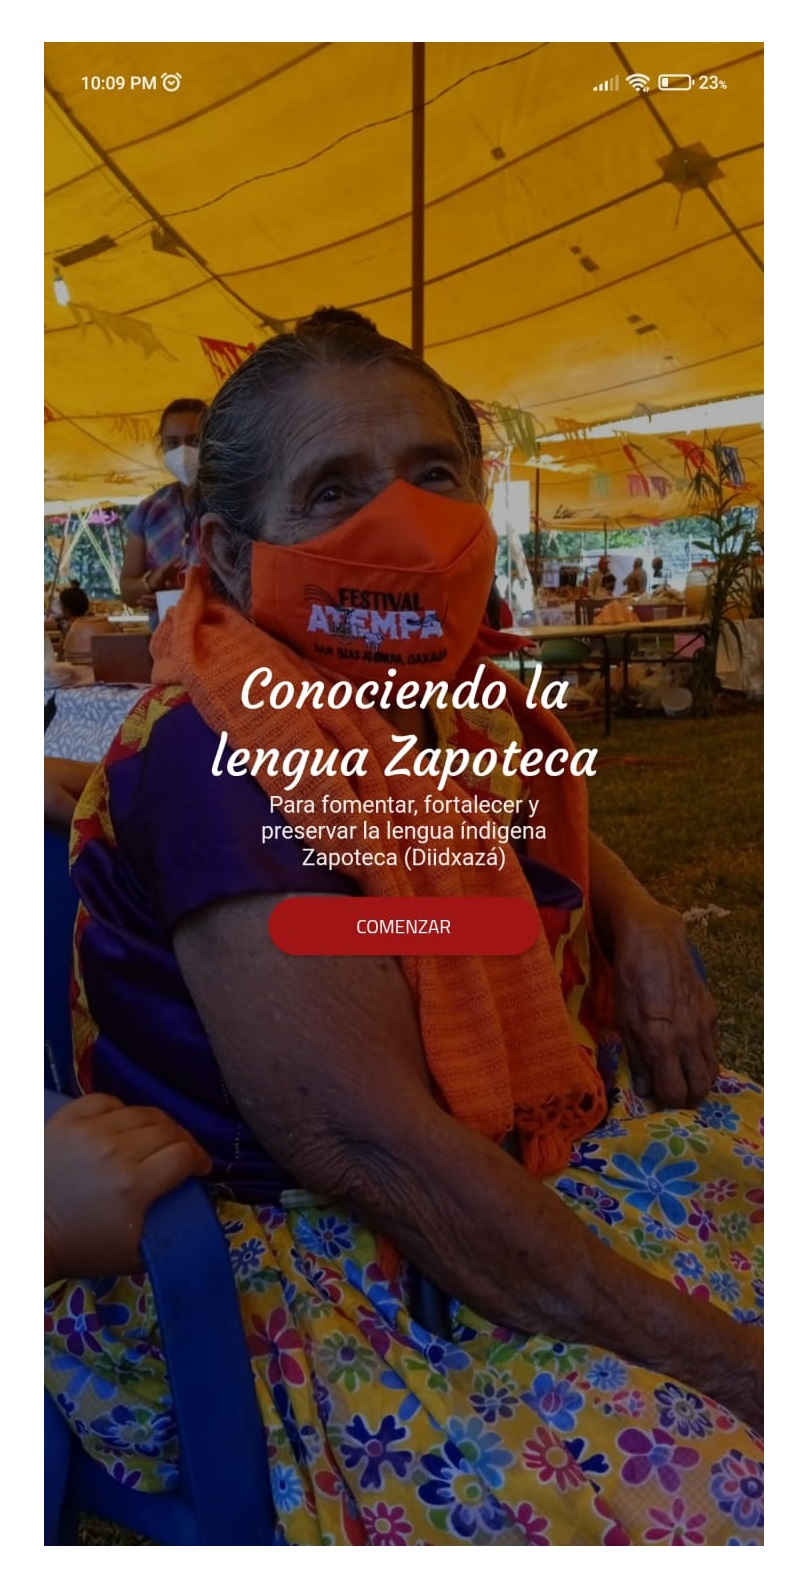 10:09 PM
23%
FESTIVAL
ATEMPA
SAN BLAS ATEMPA, OAXACA
Conociendo la
lengua Zapoteca
Para fomentar, fortalecer y
preservar la lengua índigena
Zapoteca (Diidxazá)
COMENZAR